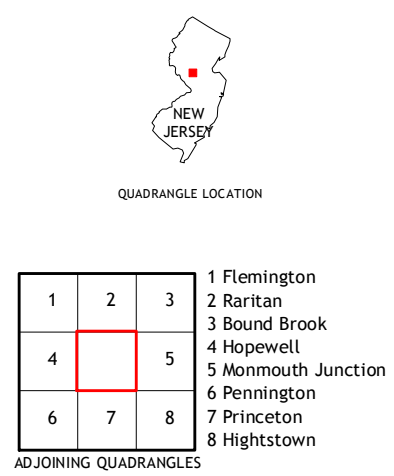 NEW
JERSEY
QUADRANGLE LOCATION
1 2 3
4 5
6 7 8
1 Flemington
2 Raritan
3 Bound Brook
4 Hopewell
5 Monmouth Junction
6 Pennington
7 Princeton
8 Hightstown
ADJOINING QUADRANGLES